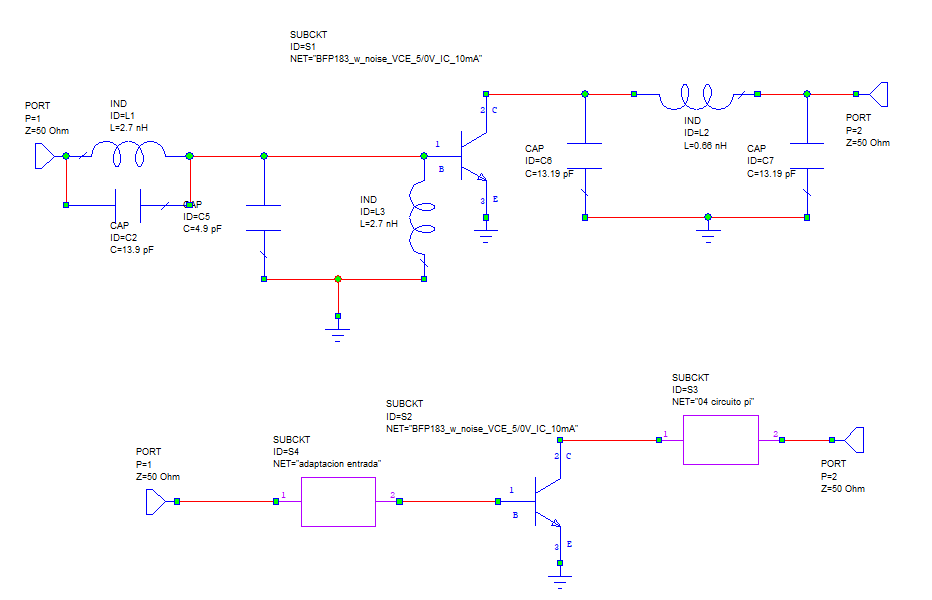 SUBCKT
ID=S1
NET="BFP183_w_noise_VCE_5/0V_IC_10mA"
PORT
P=1
Z=50 Ohm
IND
ID=L1
L=2.7 nH
CAP
ID=C2
C=13.9 pF
CAP
ID=C5
C=4.9 pF
IND
ID=L3
L=2.7 nH
1
B
2 C
3 E
CAP
ID=C6
C=13.19 pF
IND
ID=L2
L=0.66 nH
CAP
ID=C7
C=13.19 pF
PORT
P=2
Z=50 Ohm
PORT
P=1
Z=50 Ohm
SUBCKT
ID=S4
NET="adaptacion entrada"
1
2
SUBCKT
ID=S2
NET="BFP183_w_noise_VCE_5/0V_IC_10mA"
1
B
2 C
3 E
SUBCKT
ID=S3
NET="04 circuito pi"
1
2
PORT
P=2
Z=50 Ohm